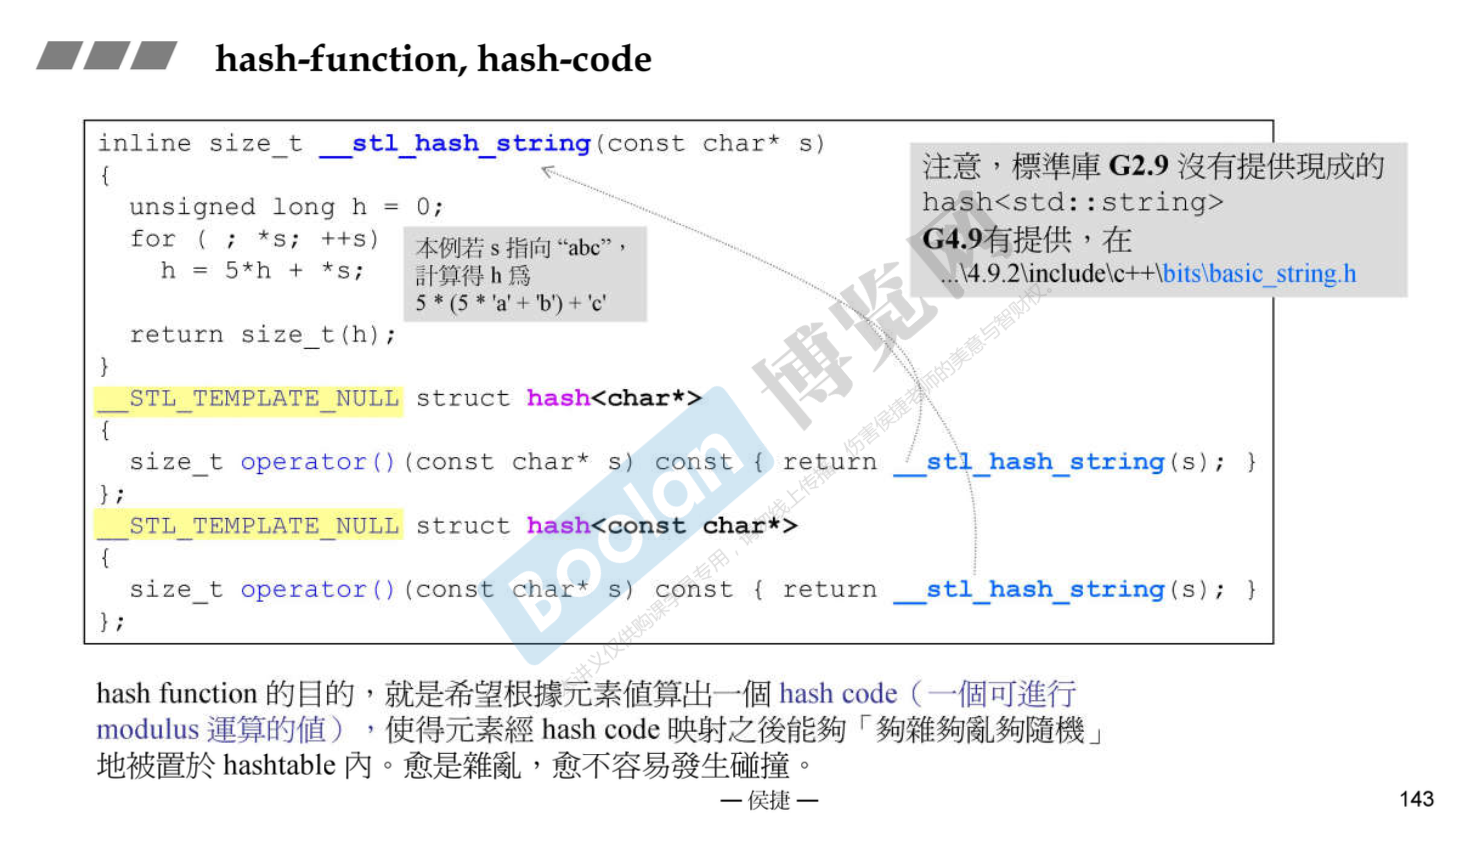 hash-function, hash-code
inline size_t __stl_hash_string(const char* s)
{
unsigned long h = 0;
for ( ; *s; ++s)
h = 5*h + *s;
return size_t(h);
}
本例若 s 指向 “abc”，
計算得 h 爲
5 * (5 * 'a' + 'b') + 'c'
注意，標準庫 G2.9 沒有提供現成的
hash<std::string>
G4.9有提供，在
...\4.9.2\include\c++\bits\basic_string.h
__STL_TEMPLATE_NULL struct hash<char*>
{
size_t operator()(const char* s) const { return __stl_hash_string(s); }
};
__STL_TEMPLATE_NULL struct hash<const char*>
{
size_t operator()(const char* s) const { return __stl_hash_string(s); }
};
Boolan 博览网
hash function 的目的，就是希望根據元素值算出一個 hash code（一個可進行
modulus 運算的值），使得元素經 hash code 映射之後能夠「夠雜夠亂夠隨機」
地被置於 hashtable 內。愈是雜亂，愈不容易發生碰撞。
— 侯捷 —
143